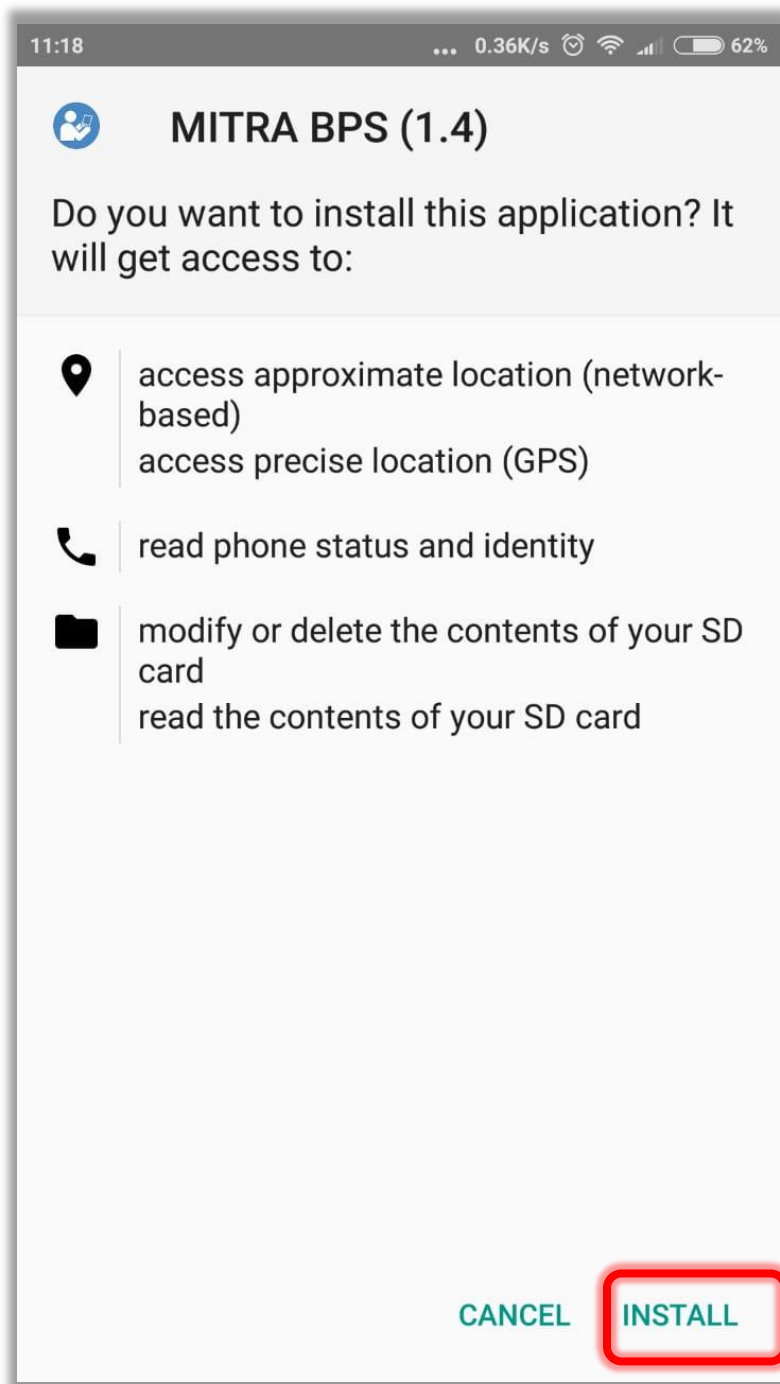 11:18 ... 0.36K/s 62%
MITRA BPS (1.4)
Do you want to install this application? It
will get access to:
access approximate location (network-
based)
access precise location (GPS)
read phone status and identity
modify or delete the contents of your SD
card
read the contents of your SD card
CANCEL INSTALL